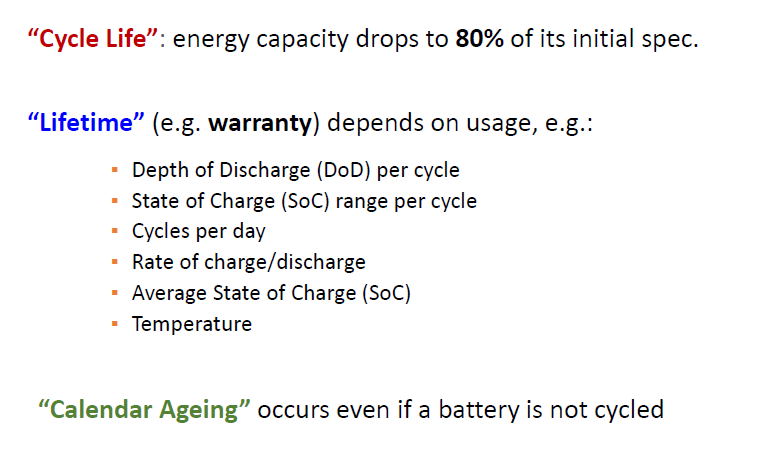 “Cycle Life”: energy capacity drops to 80% of its initial spec.
“Lifetime” (e.g. warranty) depends on usage, e.g.:
▪ Depth of Discharge (DoD) per cycle
▪ State of Charge (SoC) range per cycle
▪ Cycles per day
▪ Rate of charge/discharge
▪ Average State of Charge (SoC)
▪ Temperature
“Calendar Ageing” occurs even if a battery is not cycled